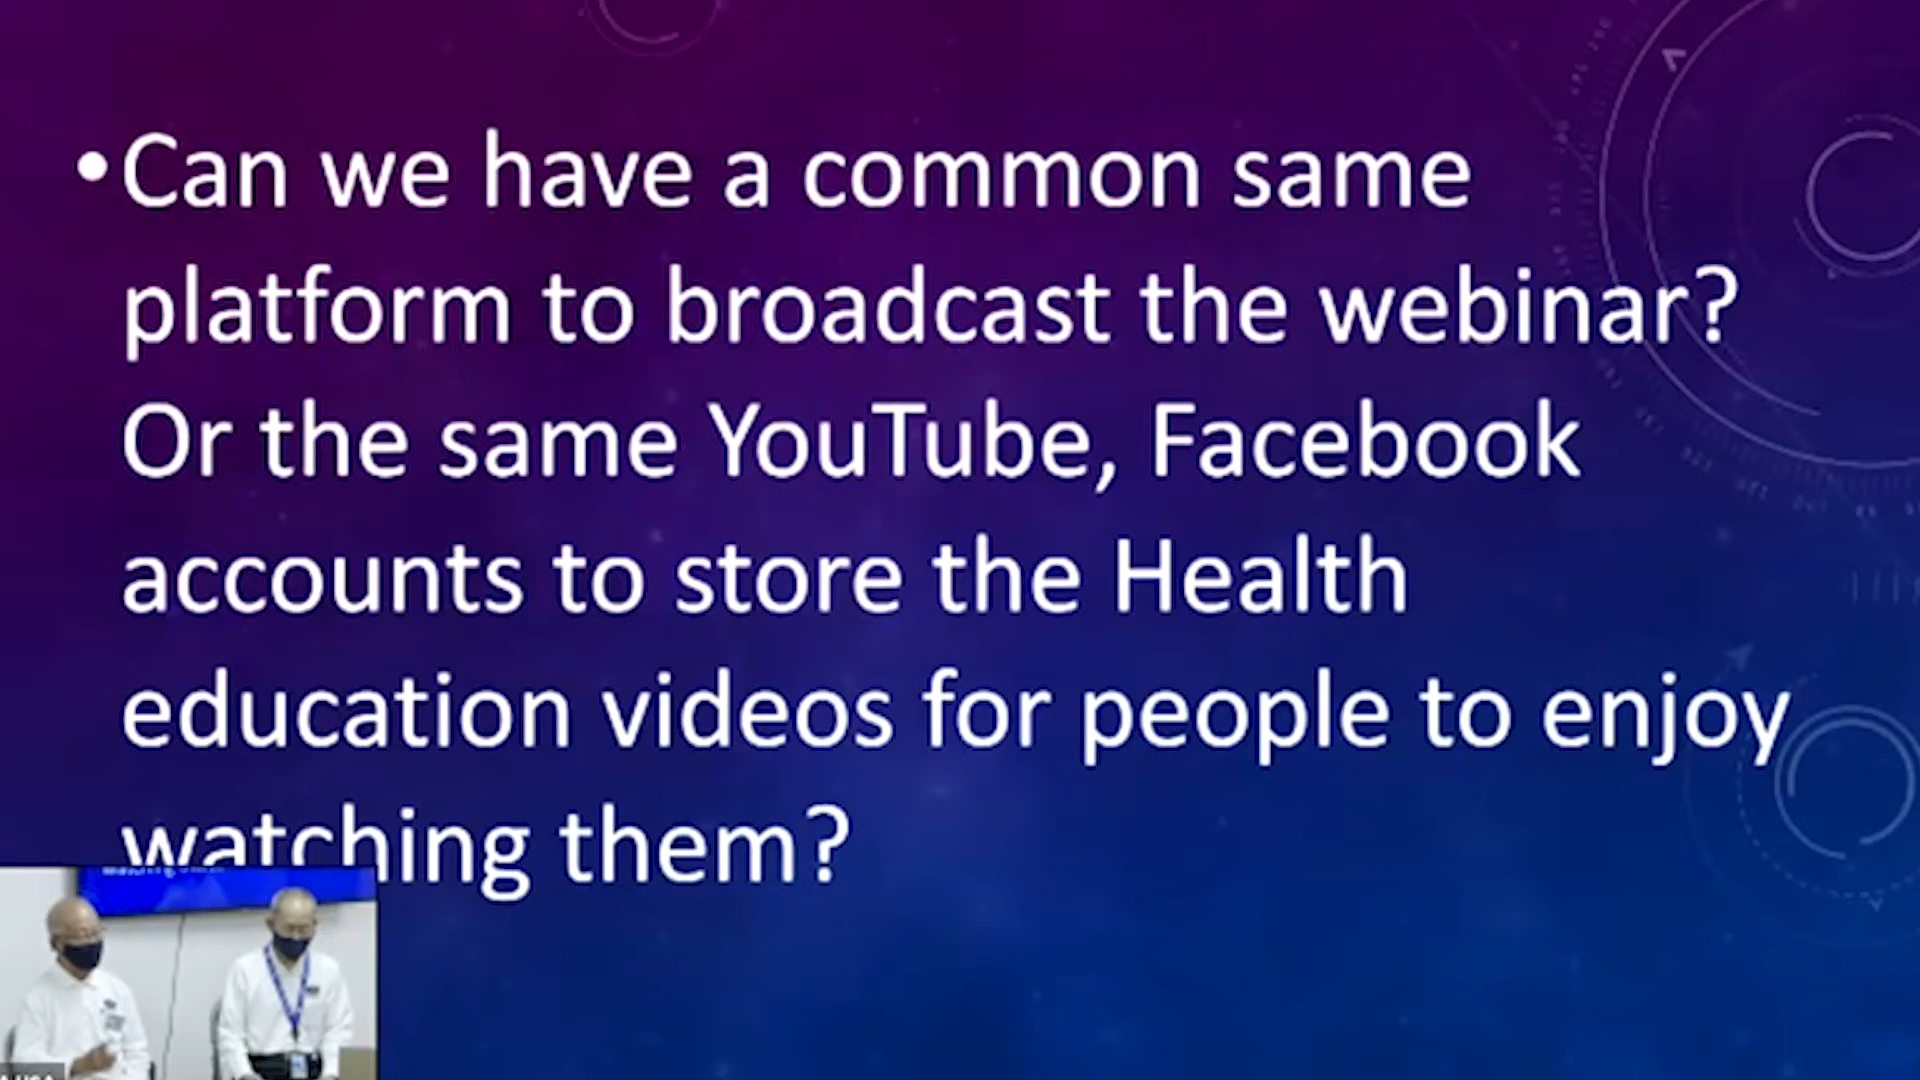 •Can we have a common same
platform to broadcast the webinar?
Or the same YouTube, Facebook
accounts to store the Health
education videos for people to enjoy
watching them?